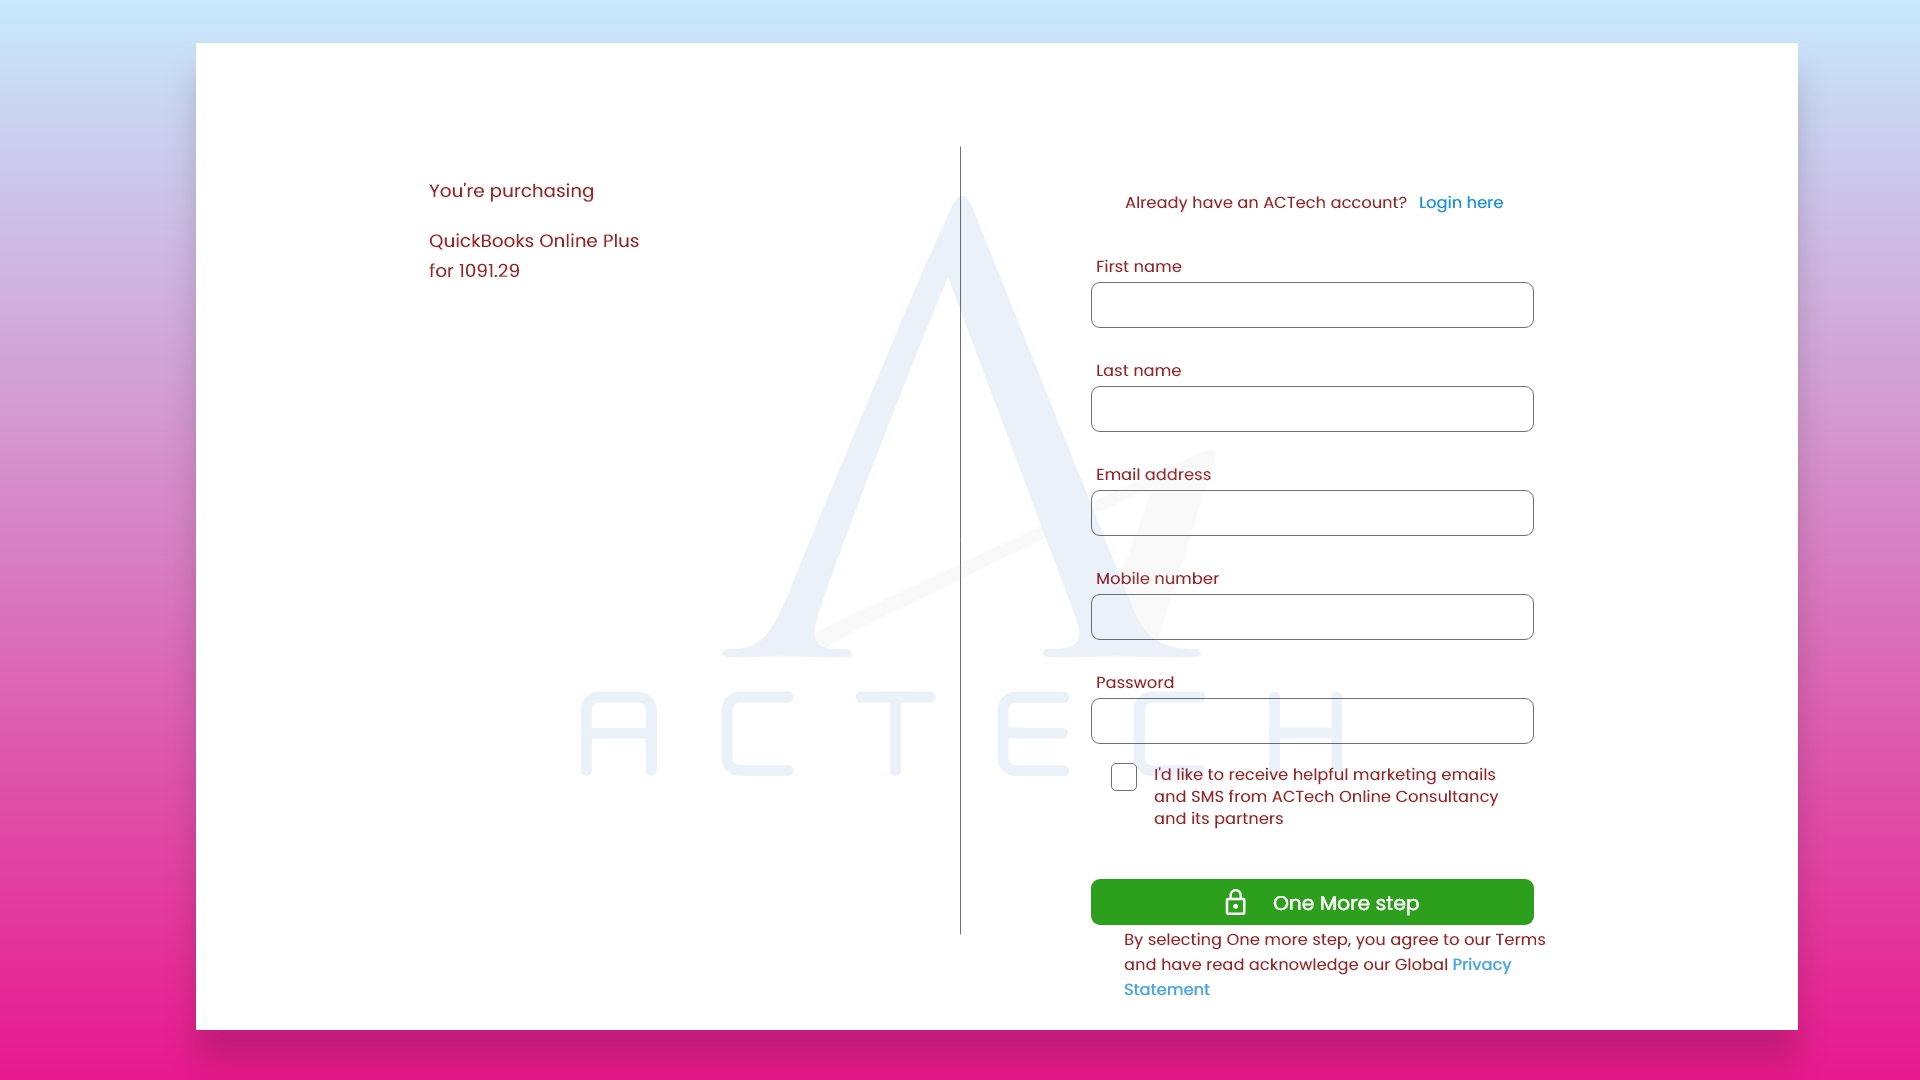 You're purchasing
QuickBooks Online Plus
for 1091.29
Already have an ACTech account? Login here
First name
Last name
Email address
Mobile number
Password
I'd like to receive helpful marketing emails
and SMS from ACTech Online Consultancy
and its partners
One More step
By selecting One more step, you agree to our Terms
and have read acknowledge our Global Privacy
Statement
ACTECH